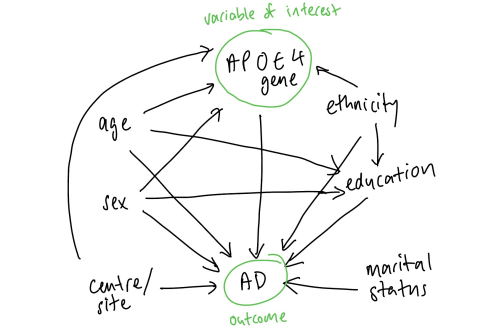 variable of interest
APOE4
gene
ethnicity
age
education
sex
centre/
site
AD
marital
status
outcome